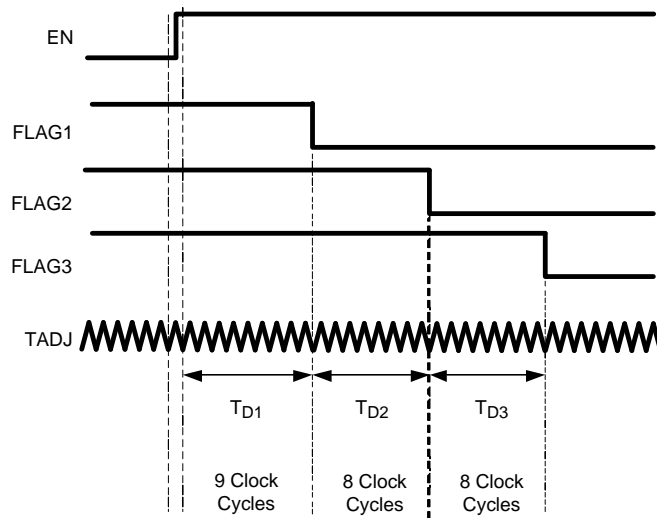 EN
FLAG1
FLAG2
FLAG3
TADJ
TD1 TD2 TD3
9 Clock 8 Clock 8 Clock
Cycles Cycles Cycles